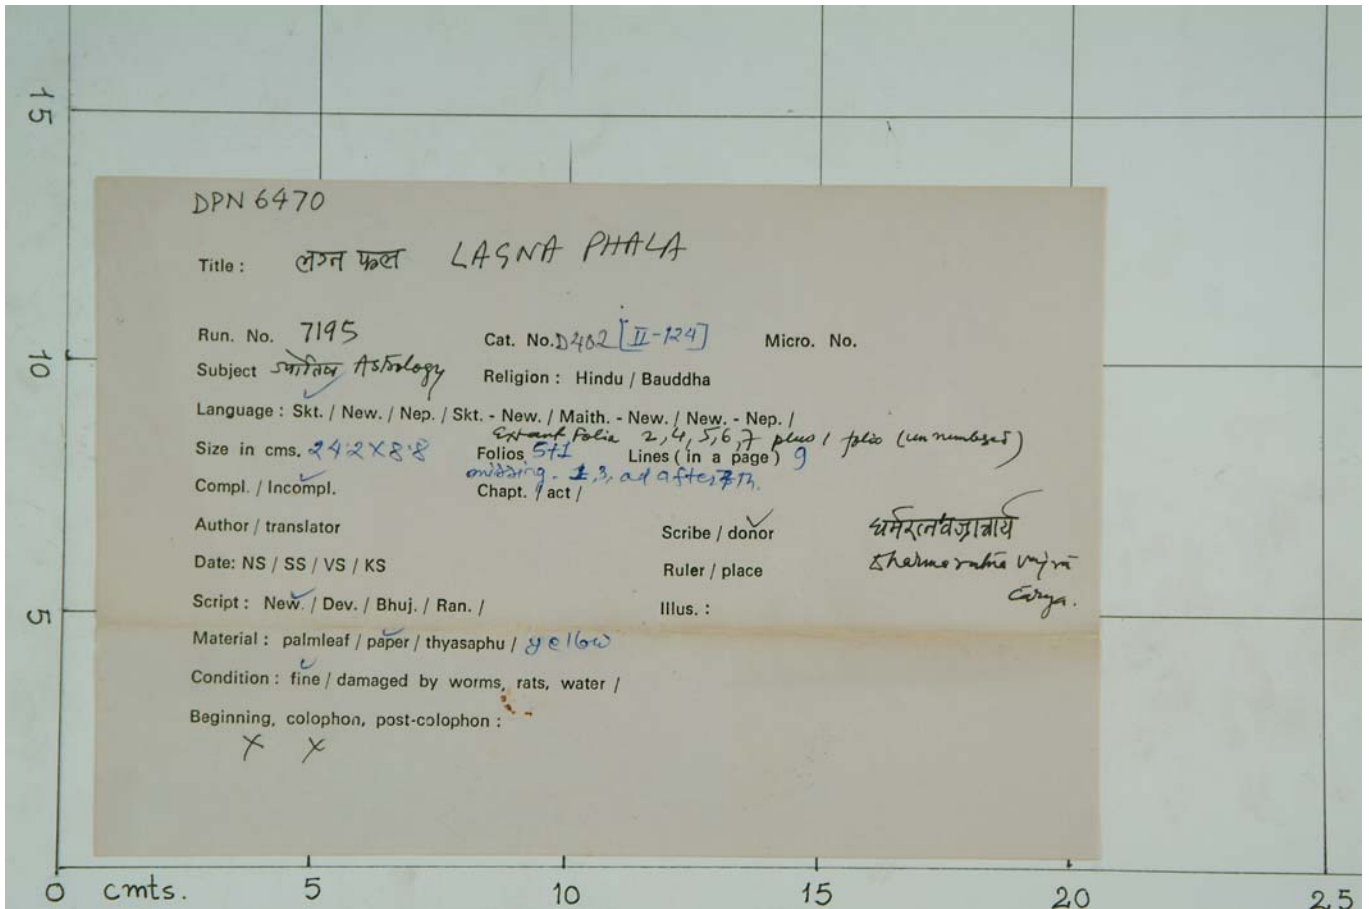 15
DPN 6470
Title : लग्न फल LAGNA PHALA
Run. No. 7195 Cat. No. D402 [II-124] Micro. No.
10
Subject ज्योतिष Astrology Religion : Hindu / Bauddha
Language : Skt. / New. / Nep. / Skt. - New. / Maith. - New. / New. - Nep. /
Extant folia 2, 4, 5, 6, 7 plus 1 folio (unnumbered)
Size in cms. 24.2 X 8.8 Folios 5+1 Lines ( in a page ) 9
missing. 1, 3, ad after 7th.
Compl. / Incompl. Chapt. / act /
Author / translator Scribe / donor धर्मरत्न वज्राचार्य
Date: NS / SS / VS / KS Ruler / place Dharmaratna vajrā
Script : New. / Dev. / Bhuj. / Ran. / Illus. : carya.
5
Material : palmleaf / paper / thyasaphu / yellow
Condition : fine / damaged by worms, rats, water /
Beginning, colophon, post-colophon :
X X
0 cmts. 5 10 15 20 25